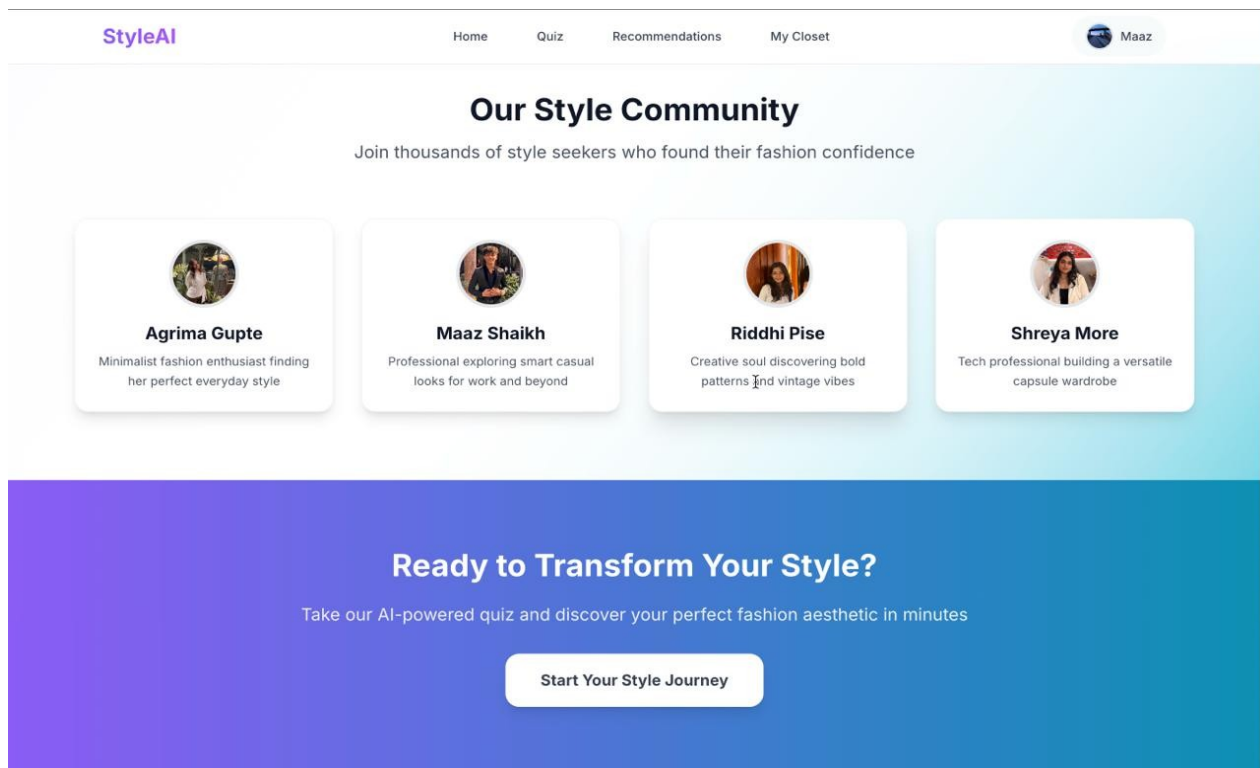 StyleAI
Home
Quiz
Recommendations
My Closet
Maaz
Our Style Community
Join thousands of style seekers who found their fashion confidence
Agrima Gupte
Minimalist fashion enthusiast finding
her perfect everyday style
Maaz Shaikh
Professional exploring smart casual
looks for work and beyond
Riddhi Pise
Creative soul discovering bold
patterns and vintage vibes
Shreya More
Tech professional building a versatile
capsule wardrobe
Ready to Transform Your Style?
Take our AI-powered quiz and discover your perfect fashion aesthetic in minutes
Start Your Style Journey